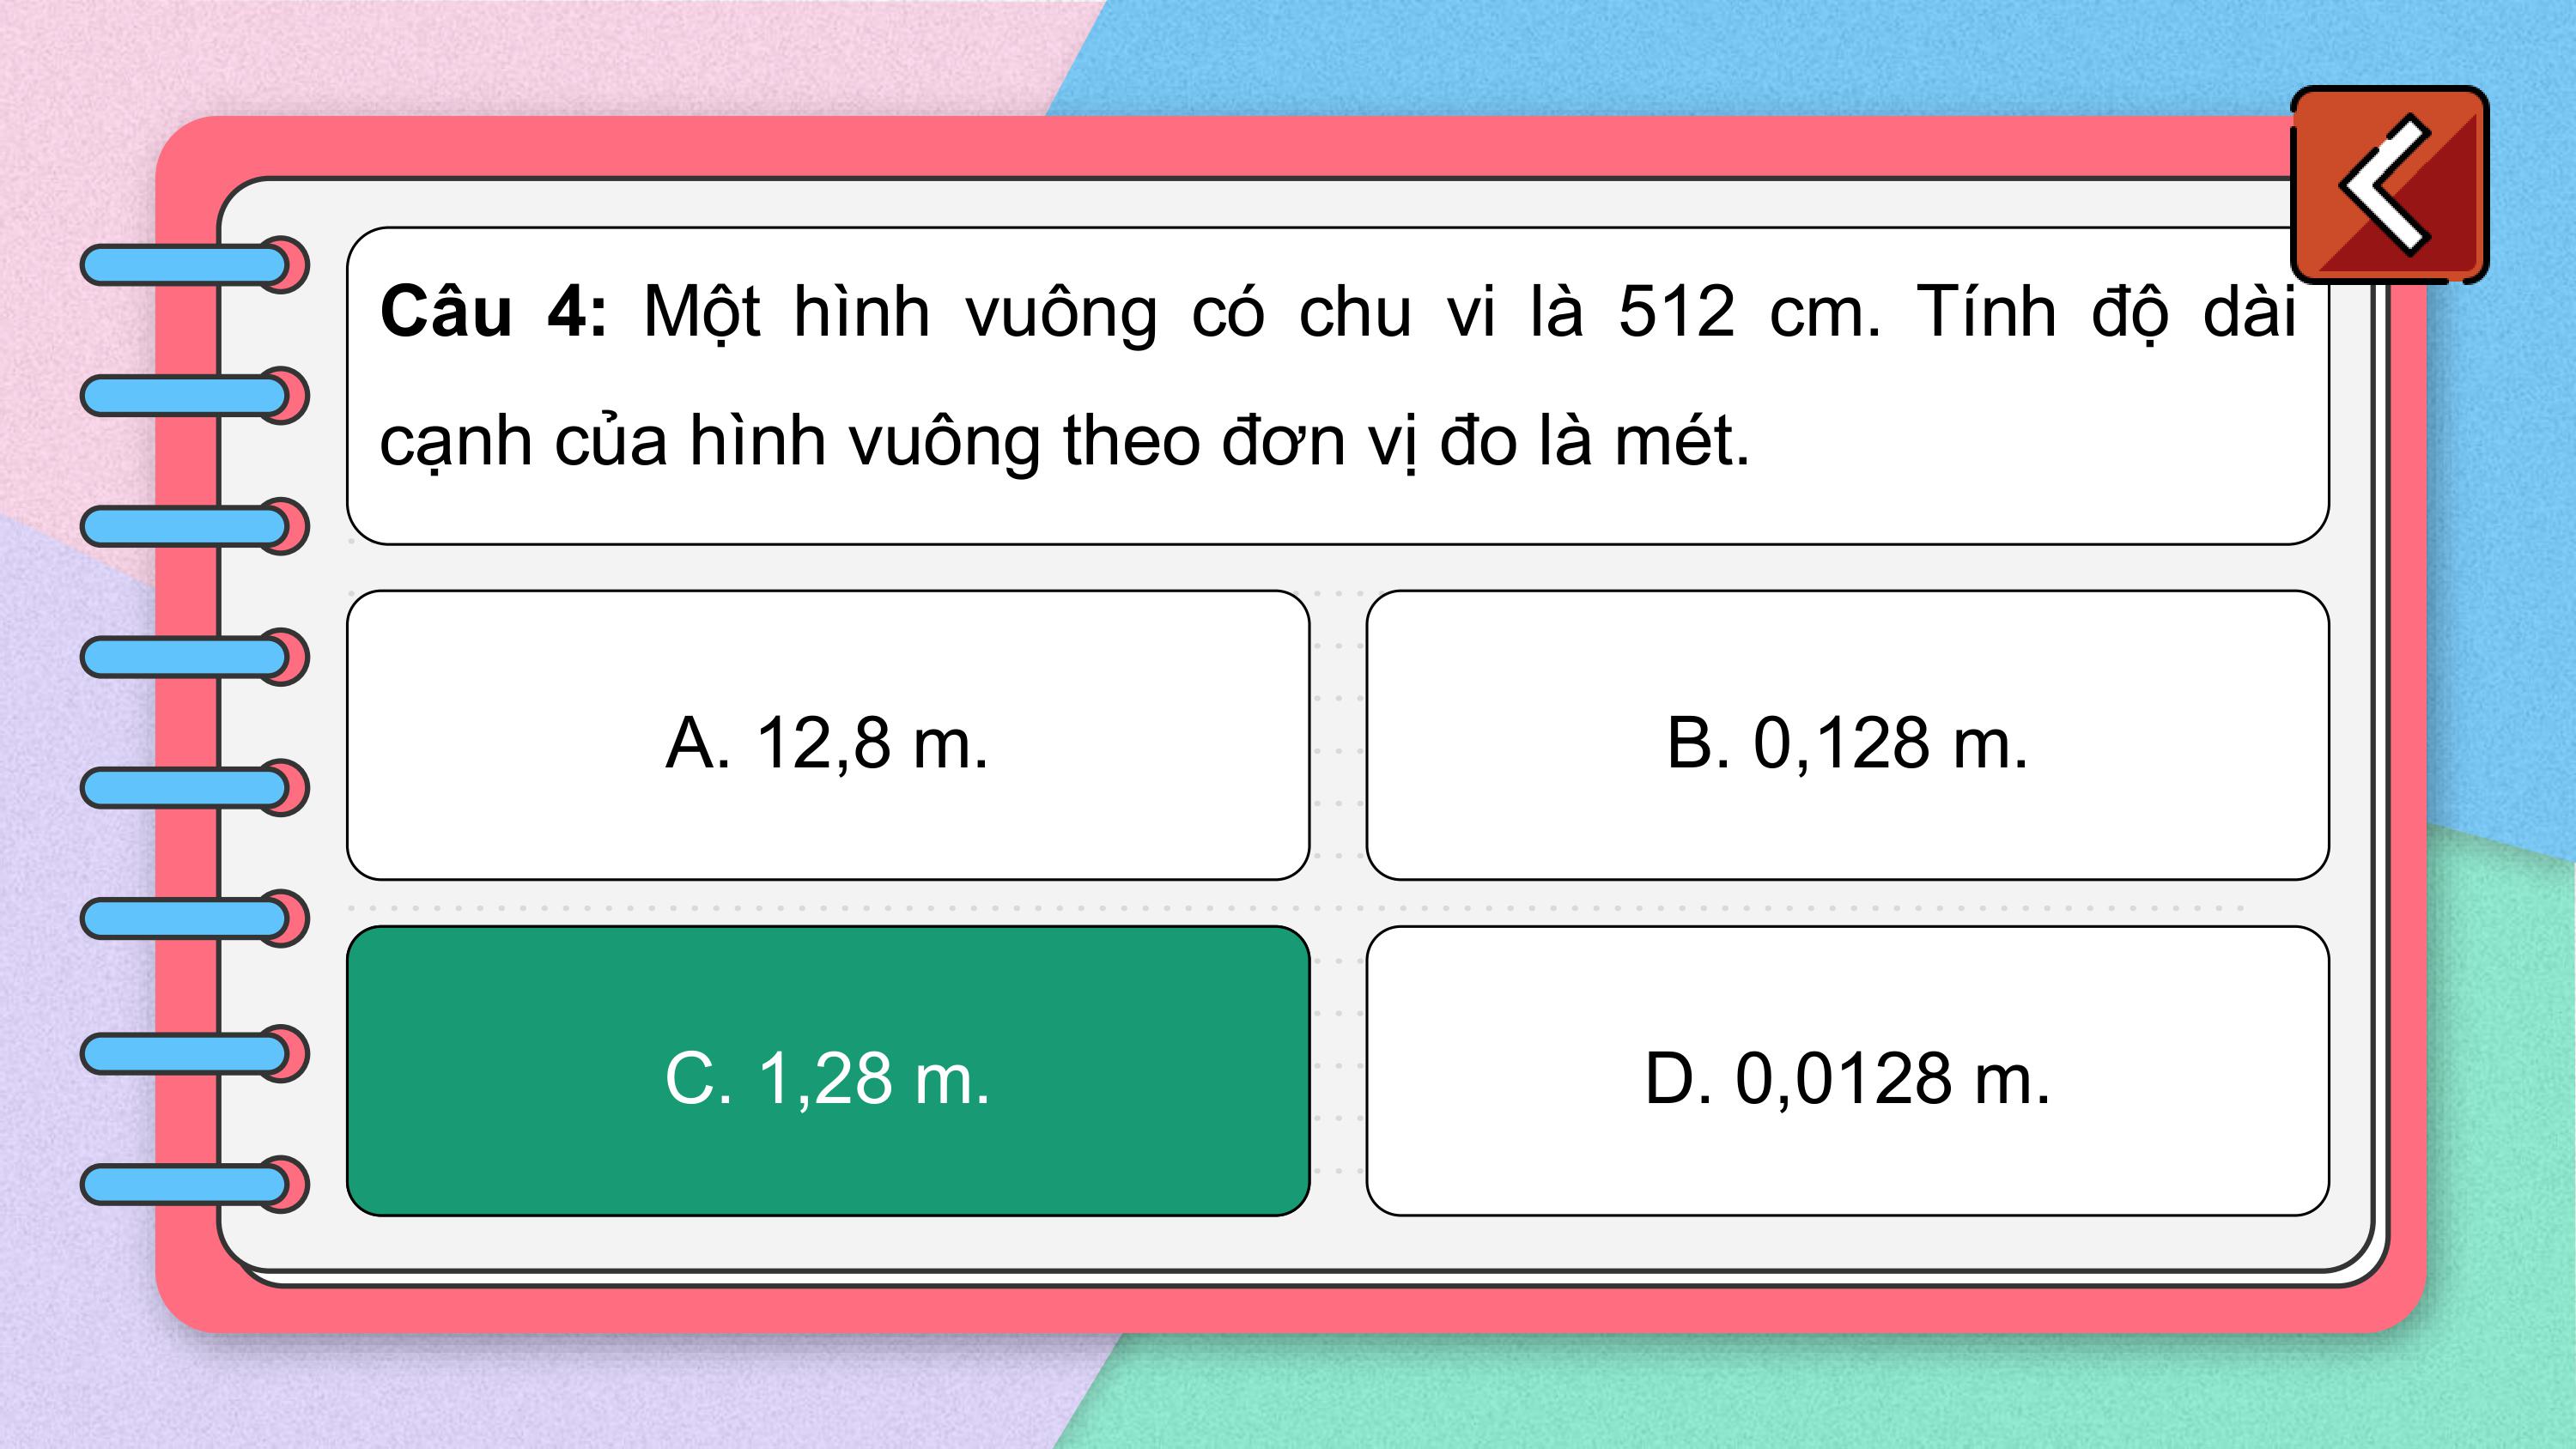 Câu 4: Một hình vuông có chu vi là 512 cm. Tính độ dài
cạnh của hình vuông theo đơn vị đo là mét.
A. 12,8 m.
B. 0,128 m.
C. 1,28 m.
D. 0,0128 m.